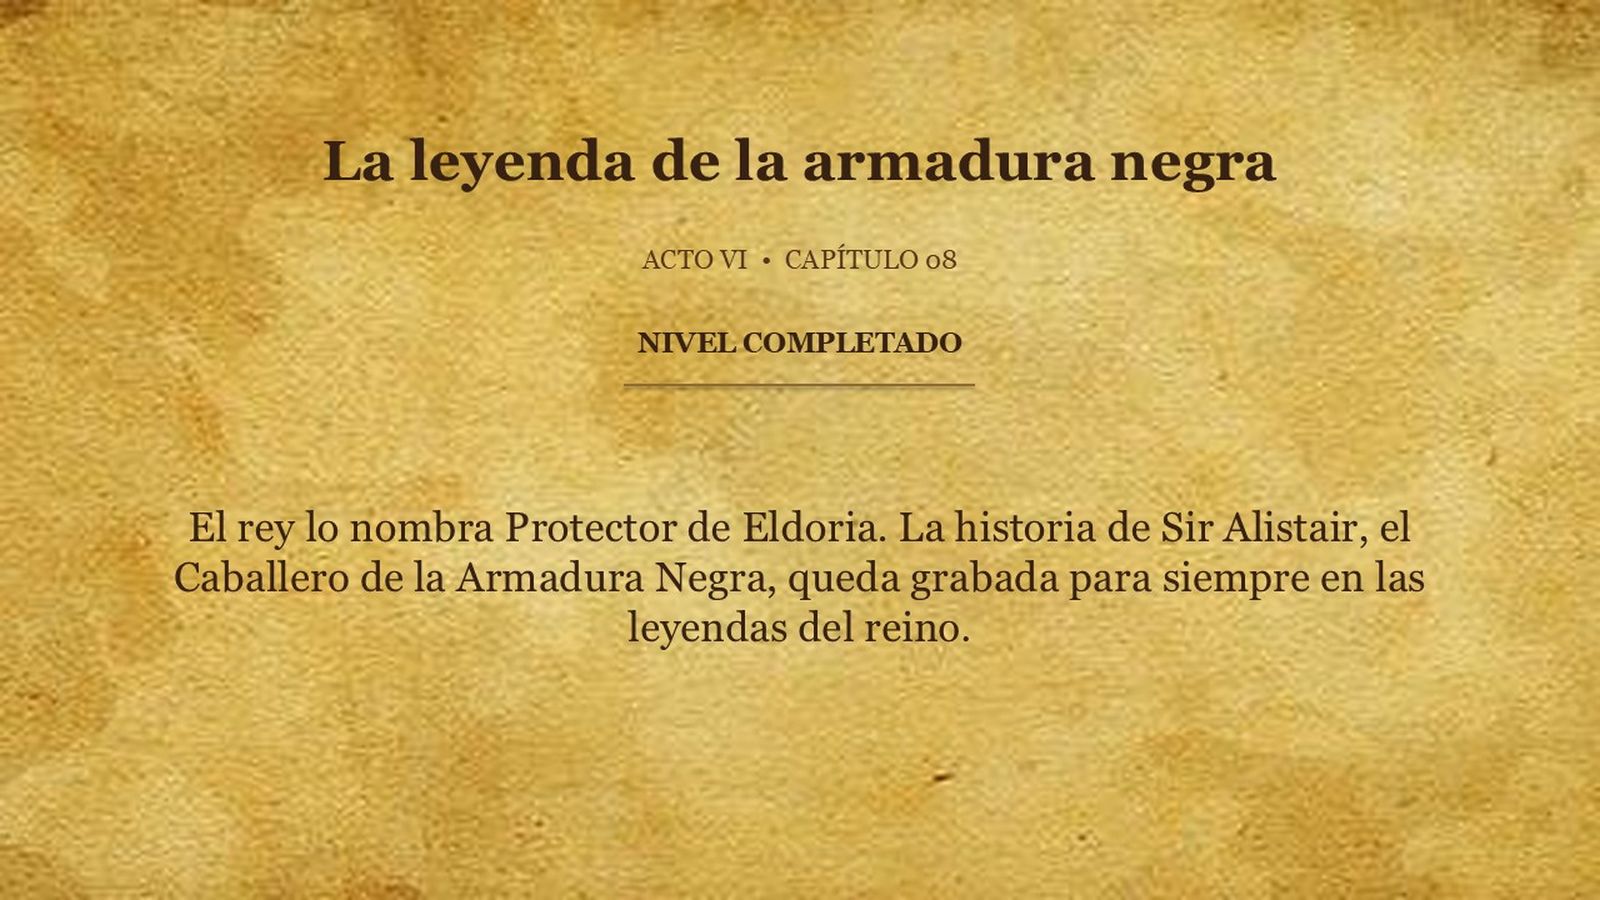 La leyenda de la armadura negra
ACTO VI • CAPÍTULO 08
NIVEL COMPLETADO
El rey lo nombra Protector de Eldoria. La historia de Sir Alistair, el
Caballero de la Armadura Negra, queda grabada para siempre en las
leyendas del reino.